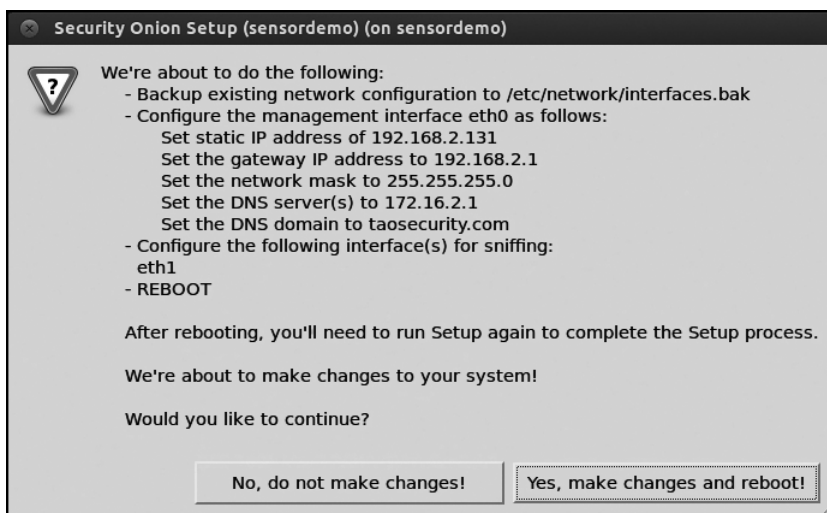 Security Onion Setup (sensordemo) (on sensordemo)
We're about to do the following:
- Backup existing network configuration to /etc/network/interfaces.bak
- Configure the management interface eth0 as follows:
Set static IP address of 192.168.2.131
Set the gateway IP address to 192.168.2.1
Set the network mask to 255.255.255.0
Set the DNS server(s) to 172.16.2.1
Set the DNS domain to taosecurity.com
- Configure the following interface(s) for sniffing:
eth1
- REBOOT
After rebooting, you'll need to run Setup again to complete the Setup process.
We're about to make changes to your system!
Would you like to continue?
No, do not make changes!
Yes, make changes and reboot!